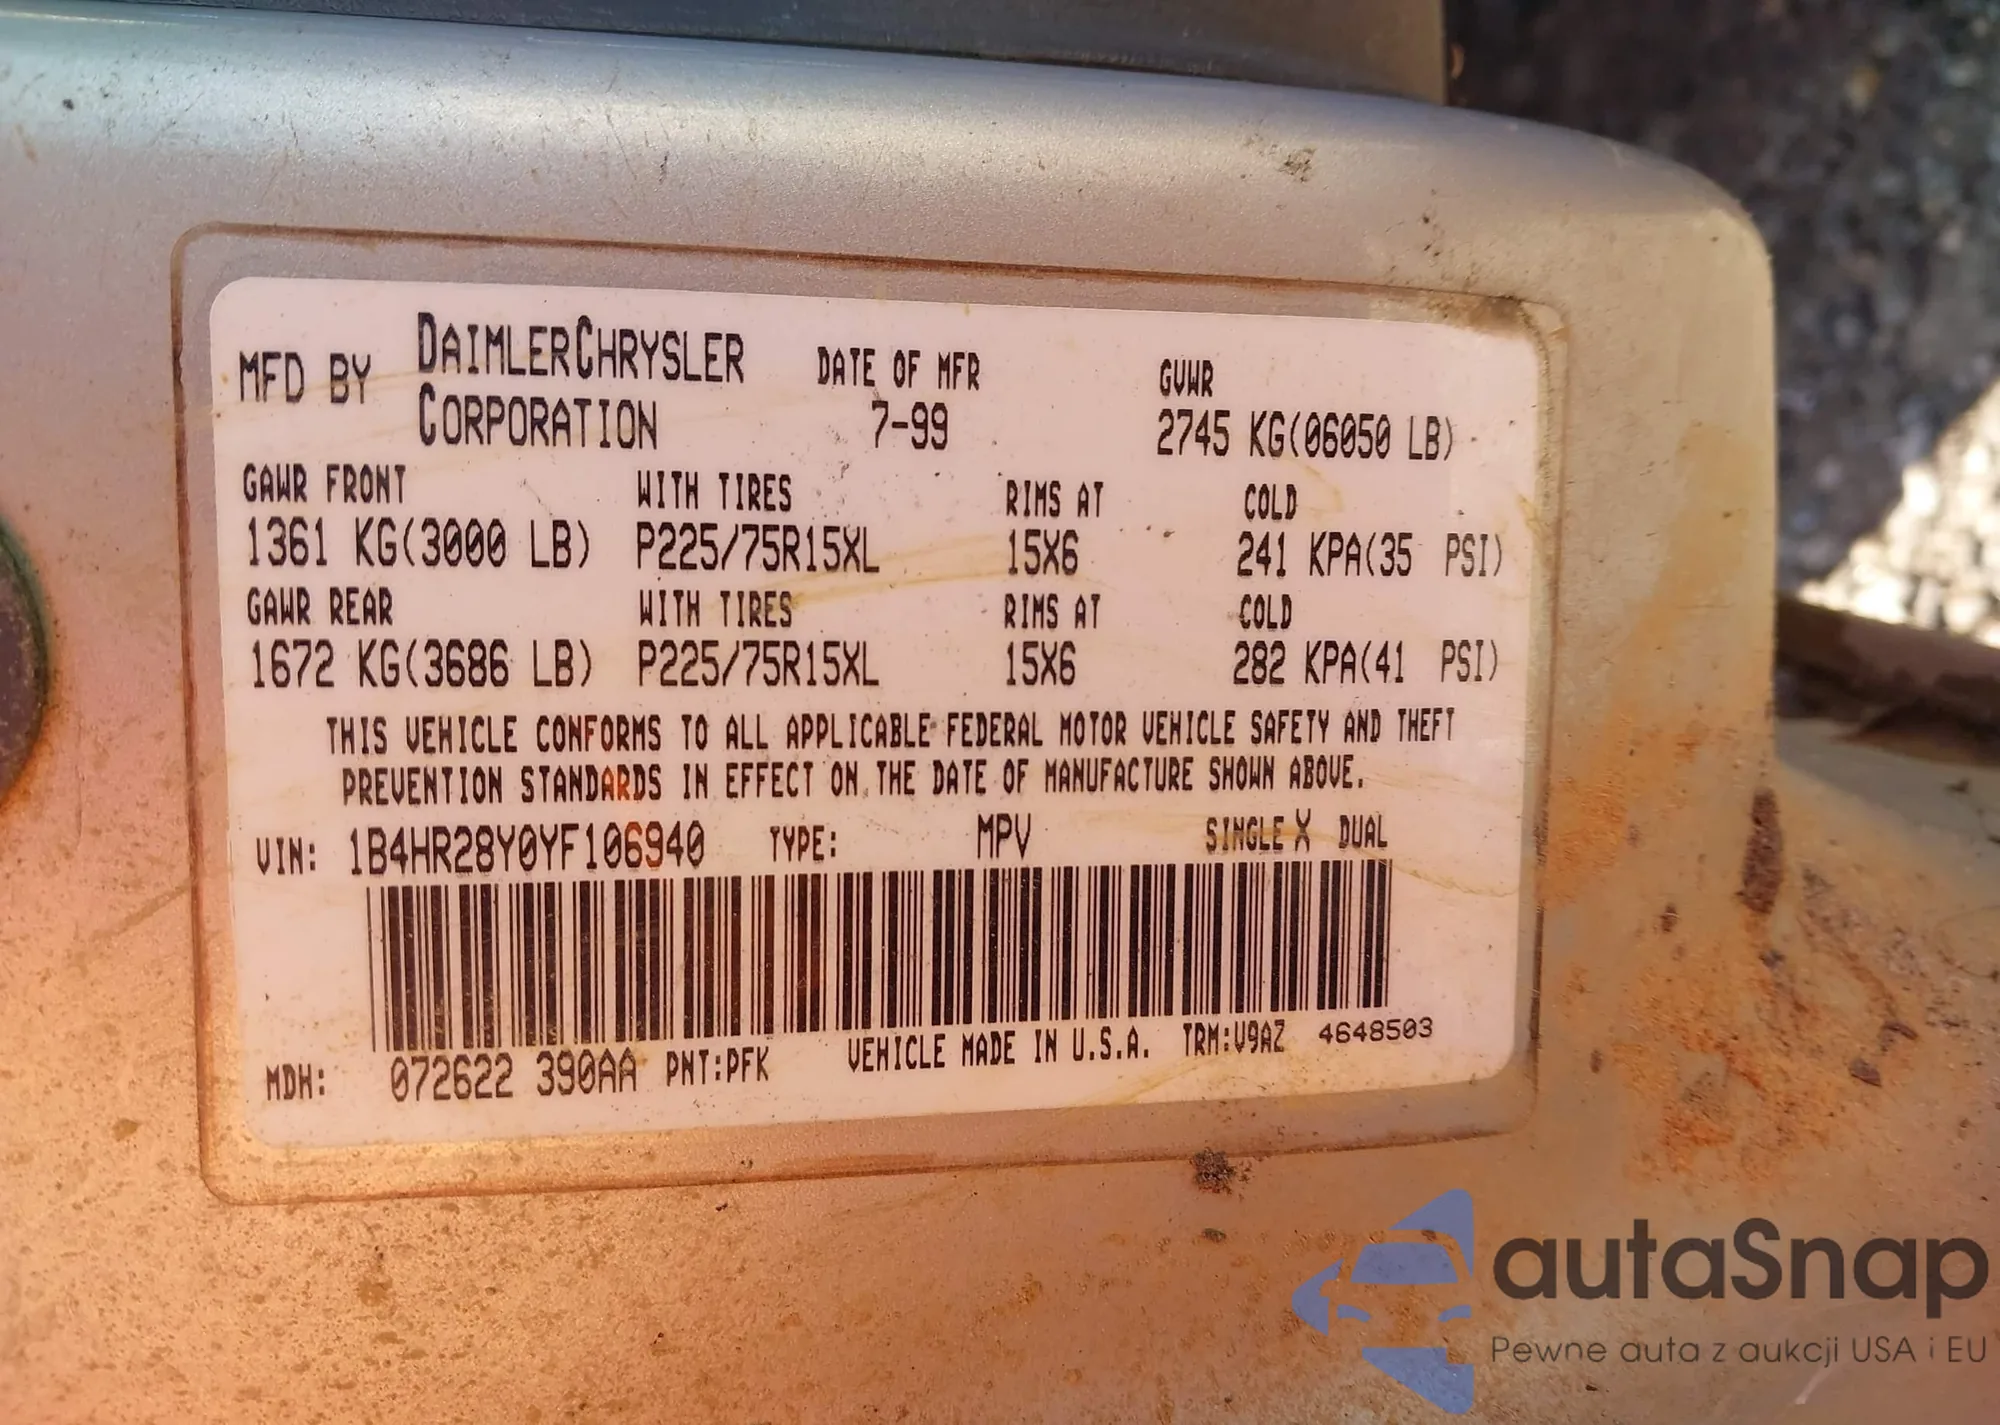 MFD BY DAIMLERCHRYSLER CORPORATION DATE OF MFR 7-99 GVWR 2745 KG(06050 LB)
GAWR FRONT WITH TIRES RIMS AT COLD
1361 KG(3000 LB) P225/75R15XL 15X6 241 KPA(35 PSI)
GAWR REAR WITH TIRES RIMS AT COLD
1672 KG(3686 LB) P225/75R15XL 15X6 282 KPA(41 PSI)
THIS VEHICLE CONFORMS TO ALL APPLICABLE FEDERAL MOTOR VEHICLE SAFETY AND THEFT
PREVENTION STANDARDS IN EFFECT ON THE DATE OF MANUFACTURE SHOWN ABOVE.
VIN: 1B4HR28Y0YF106940 TYPE: MPV SINGLE X DUAL
MDH: 072622 390AA PNT:PFK VEHICLE MADE IN U.S.A. TRM:V9AZ 4648503
autaSnap
Pewne auta z aukcji USA i EU